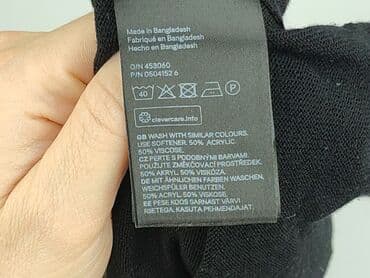 Made in Bangladesh
Fabriqué en Bangladesh
Hecho en Bangladesh
O/N 453060
P/N 0504152 6
40 P
clevercare.info
GB WASH WITH SIMILAR COLOURS.
USE SOFTENER. 50% ACRYLIC.
50% VISCOSE.
CZ PERTE S PODOBNÝMI BARVAMI.
POUŽIJTE ZMĚKČOVACÍ PROSTŘEDEK.
50% AKRYL. 50% VISKÓZA.
DE MIT ÄHNLICHEN FARBEN WASCHEN.
WEICHSPÜLER BENUTZEN.
50% ACRYL. 50% VISKOSE.
EE PESE KOOS SARNAST VÄRVI
RIIETEGA. KASUTA PEHMENDAJAT.